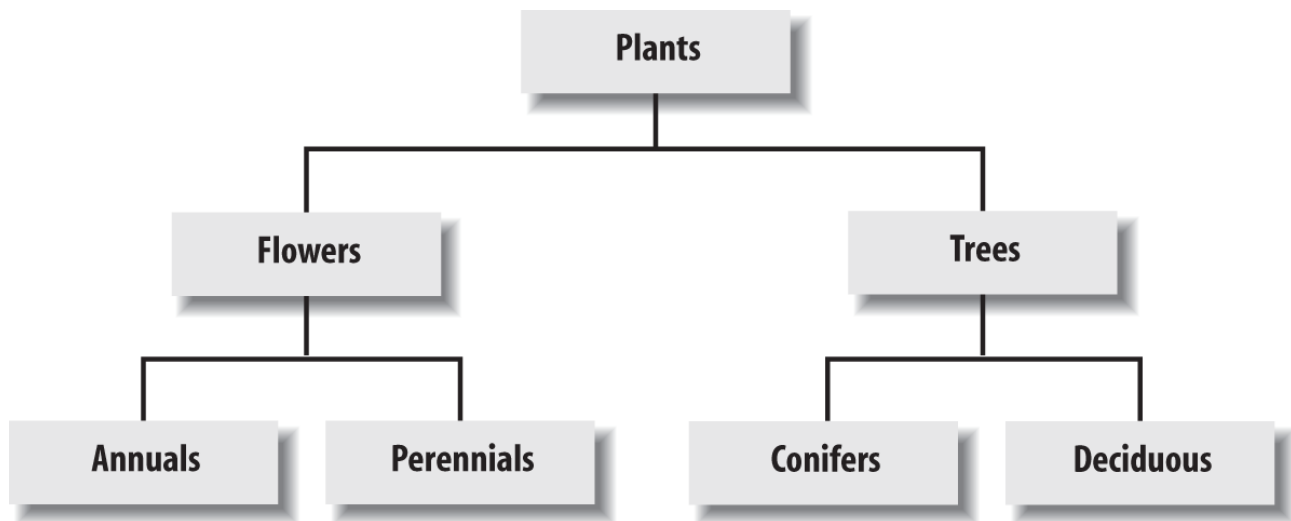 Plants
Flowers
Trees
Annuals
Perennials
Conifers
Deciduous